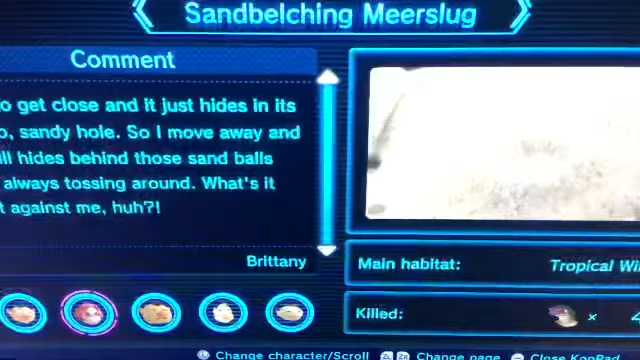 Sandbelching Meerslug
Comment
o get close and it just hides in its
o, sandy hole. So I move away and
ll hides behind those sand balls
always tossing around. What's it
t against me, huh?!
Brittany
Main habitat:
Tropical Wi
Killed:
×
L Change character/Scroll
ZL ZR Change page
Close KopPad